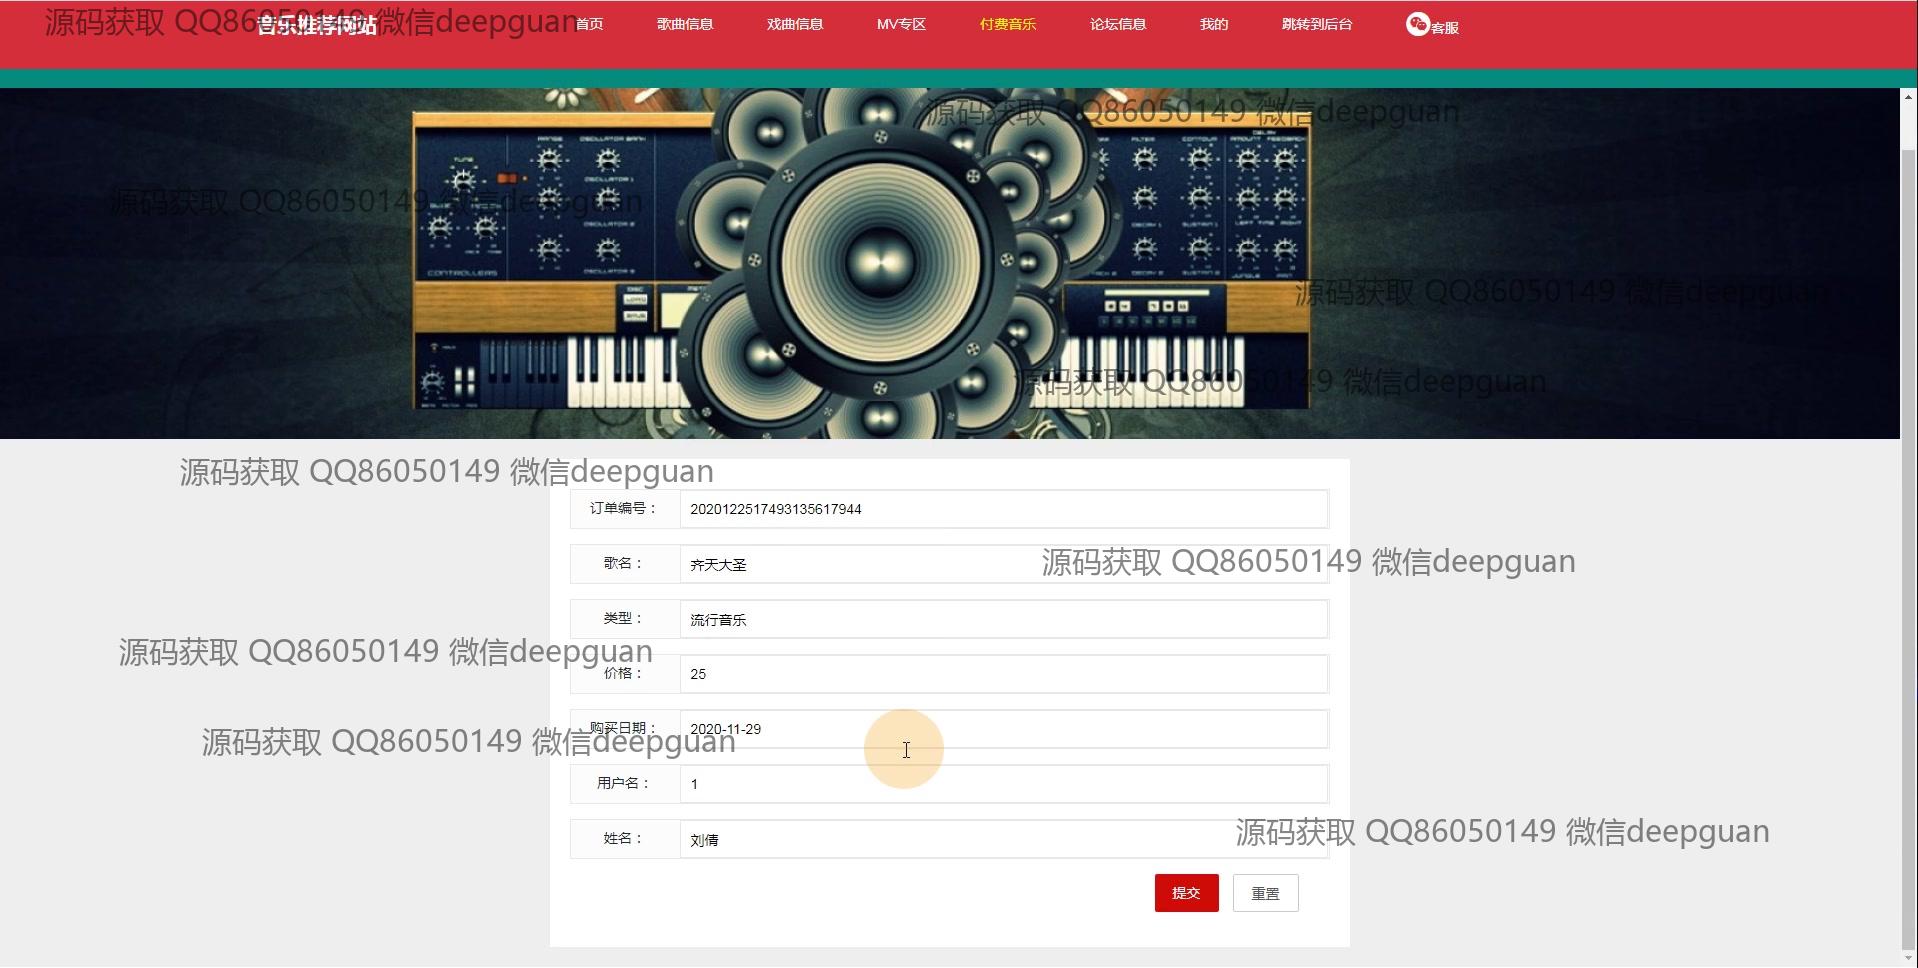 音乐推荐网站
首页 歌曲信息 戏曲信息 MV专区 付费音乐 论坛信息 我的 跳转到后台 客服
源码获取 QQ86050149 微信deepguan
源码获取 QQ86050149 微信deepguan
源码获取 QQ86050149 微信deepguan
源码获取 QQ86050149 微信deepguan
源码获取 QQ86050149 微信deepguan
RANGE OSCILLATOR BANK FILTER CONTOUR DELAY
TUNE
CONTROLLERS
源码获取 QQ86050149 微信deepguan
订单编号： 2020122517493135617944
歌名： 齐天大圣
源码获取 QQ86050149 微信deepguan
类型： 流行音乐
源码获取 QQ86050149 微信deepguan
价格： 25
购买日期： 2020-11-29
源码获取 QQ86050149 微信deepguan
用户名： 1
姓名： 刘倩
源码获取 QQ86050149 微信deepguan
提交 重置